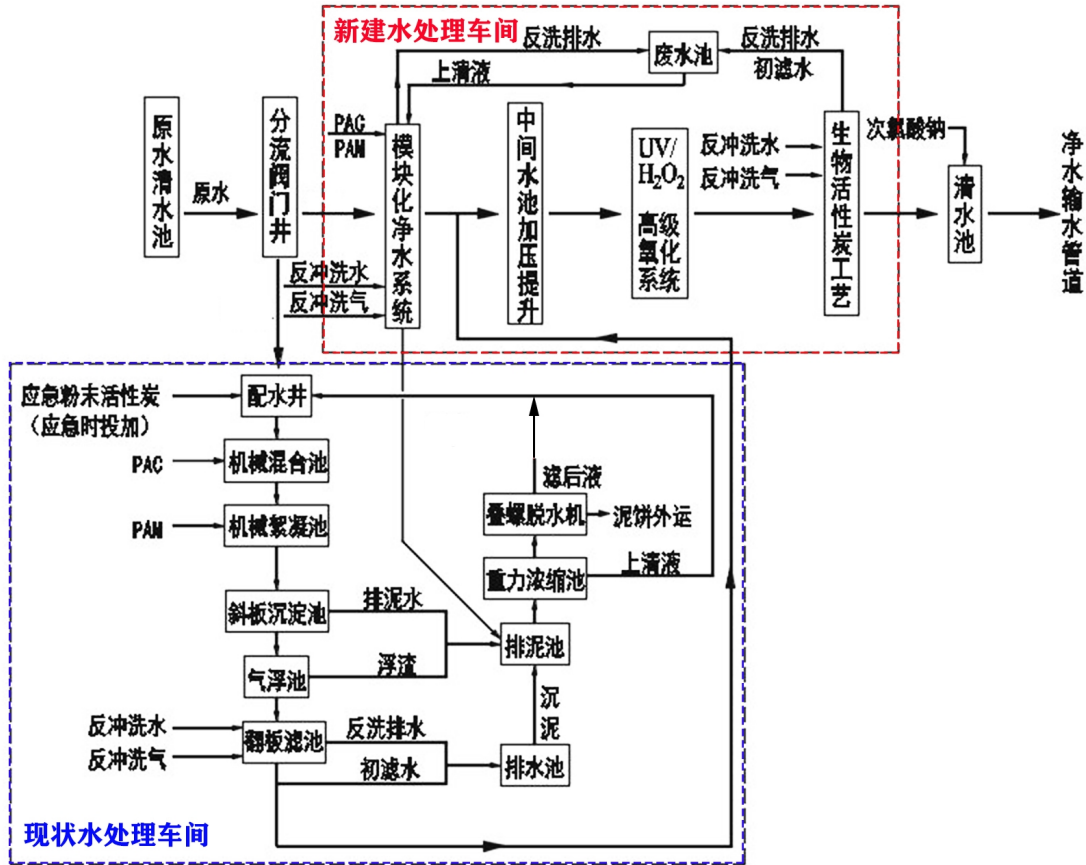 新建水处理车间
反洗排水
废水池
反洗排水
初滤水
上清液
原水清水池
原水
分流阀门井
PAC
PAM
模块化净水系统
中间水池加压提升
UV/
H₂O₂
高级
氧化
系统
反冲洗水
反冲洗气
生物活性炭工艺
次氯酸钠
清水池
净水输水管道
反冲洗水
反冲洗气
应急粉末活性炭
（应急时投加）
配水井
PAC
机械混合池
PAM
机械絮凝池
滤后液
叠螺脱水机
泥饼外运
重力浓缩池
上清液
斜板沉淀池
排泥水
排泥池
气浮池
浮渣
沉泥
反冲洗水
反冲洗气
翻板滤池
反洗排水
初滤水
排水池
现状水处理车间